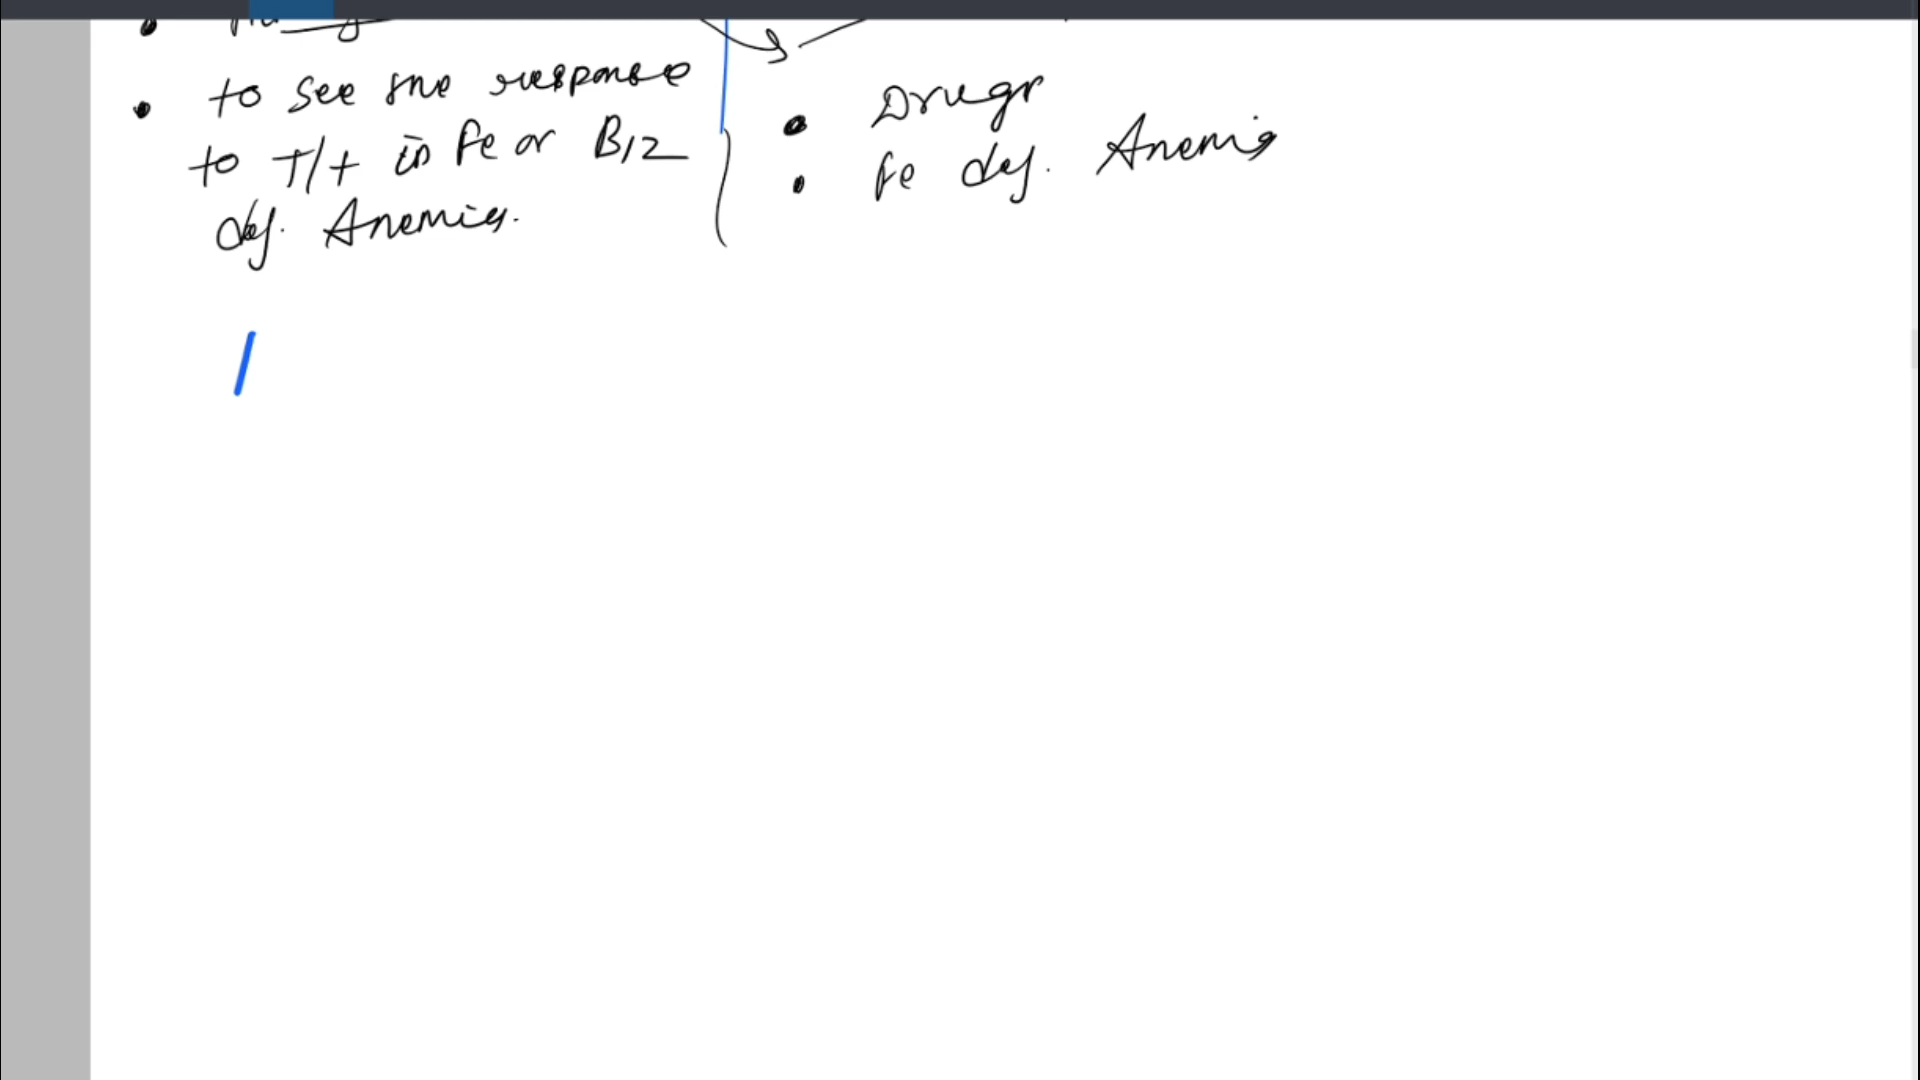 to see the response
to T/t in Fe or B12
def. Anemia.
Drugs
Fe def. Anemia